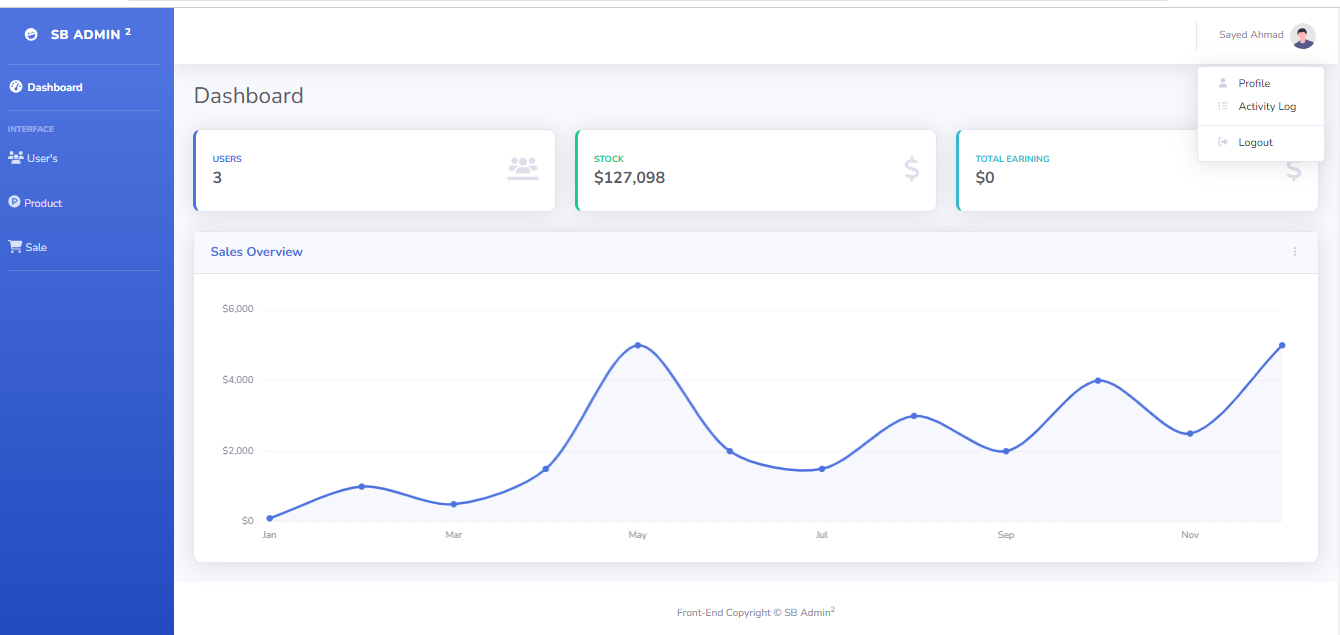 SB ADMIN 2
Sayed Ahmad
Dashboard
INTERFACE
User's
Product
Sale
Profile
Activity Log
Logout
Dashboard
USERS
3
STOCK
$127,098
TOTAL EARINING
$0
Sales Overview
$6,000
$4,000
$2,000
$0
Jan Mar May Jul Sep Nov
Front-End Copyright © SB Admin2